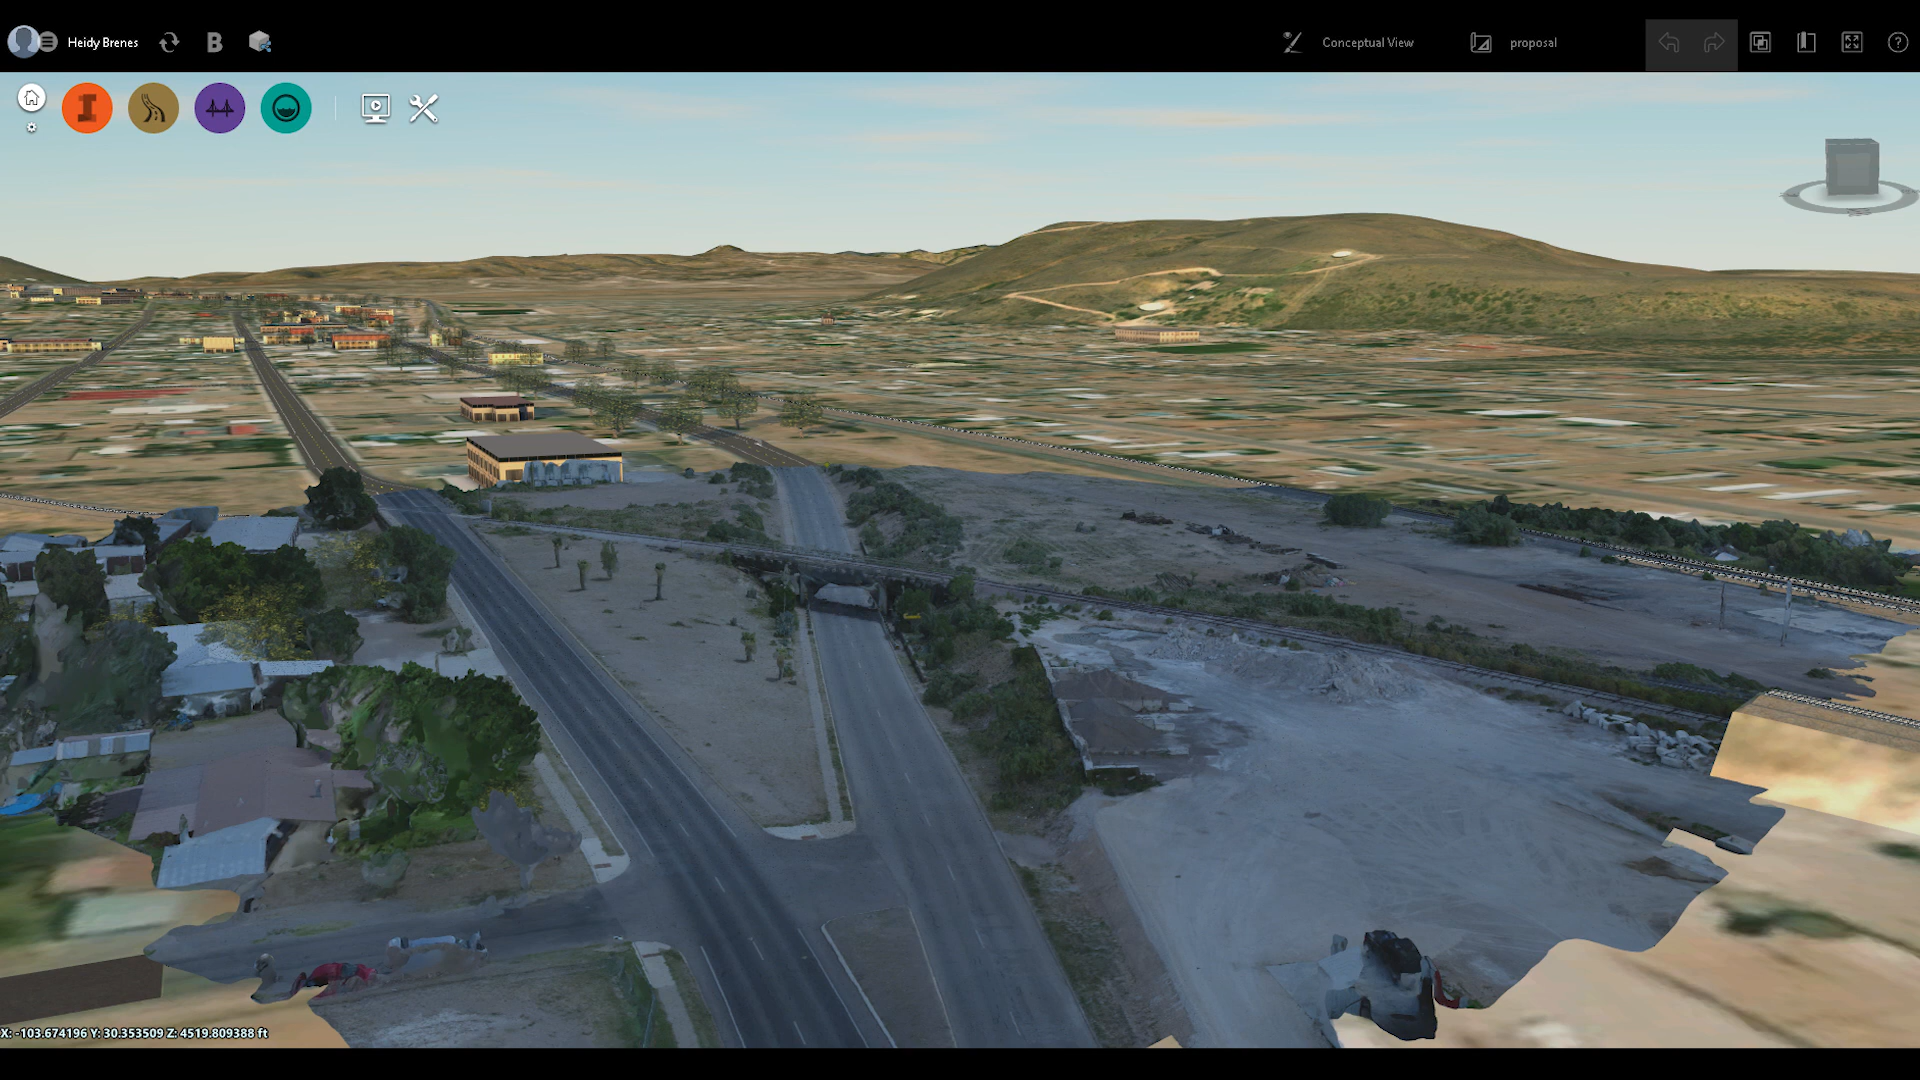 Heidy Brenes
B
Conceptual View
proposal
?
X: -103.674196 Y: 30.353509 Z: 4519.809388 ft